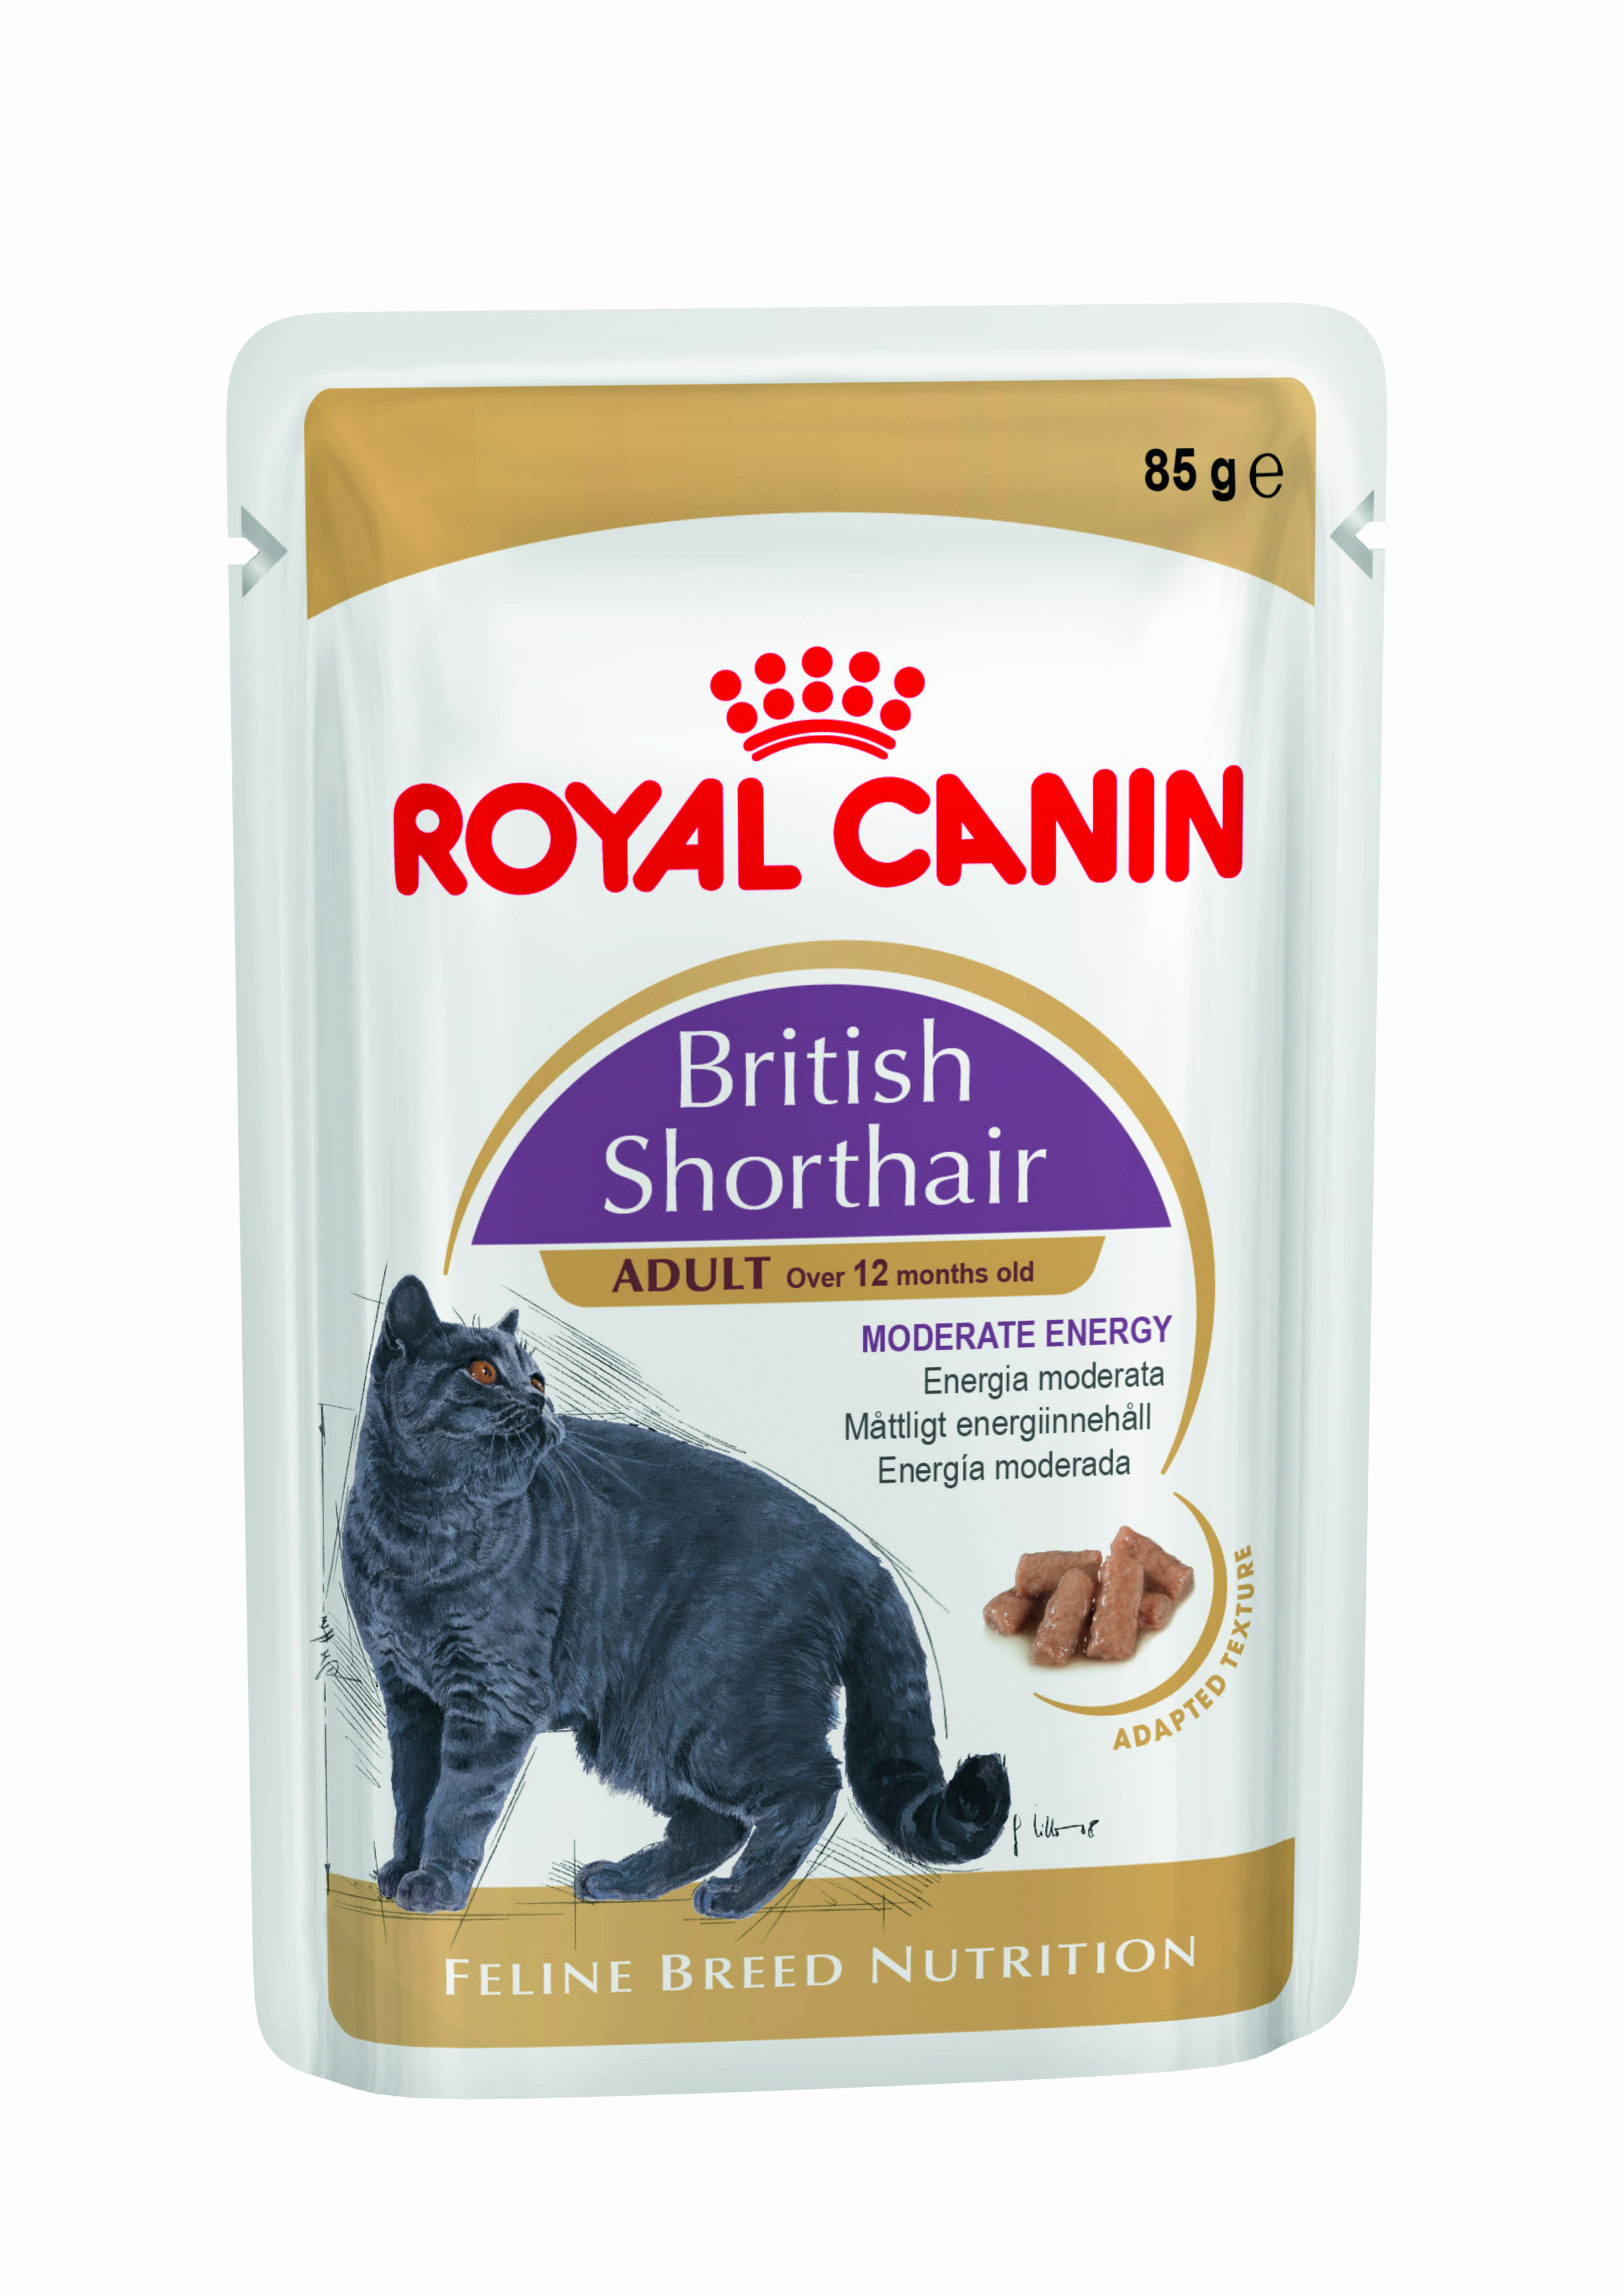 85 g ℮
ROYAL CANIN
British
Shorthair
ADULT Over 12 months old
MODERATE ENERGY
Energia moderata
Måttligt energiinnehåll
Energía moderada
ADAPTED TEXTURE
FELINE BREED NUTRITION